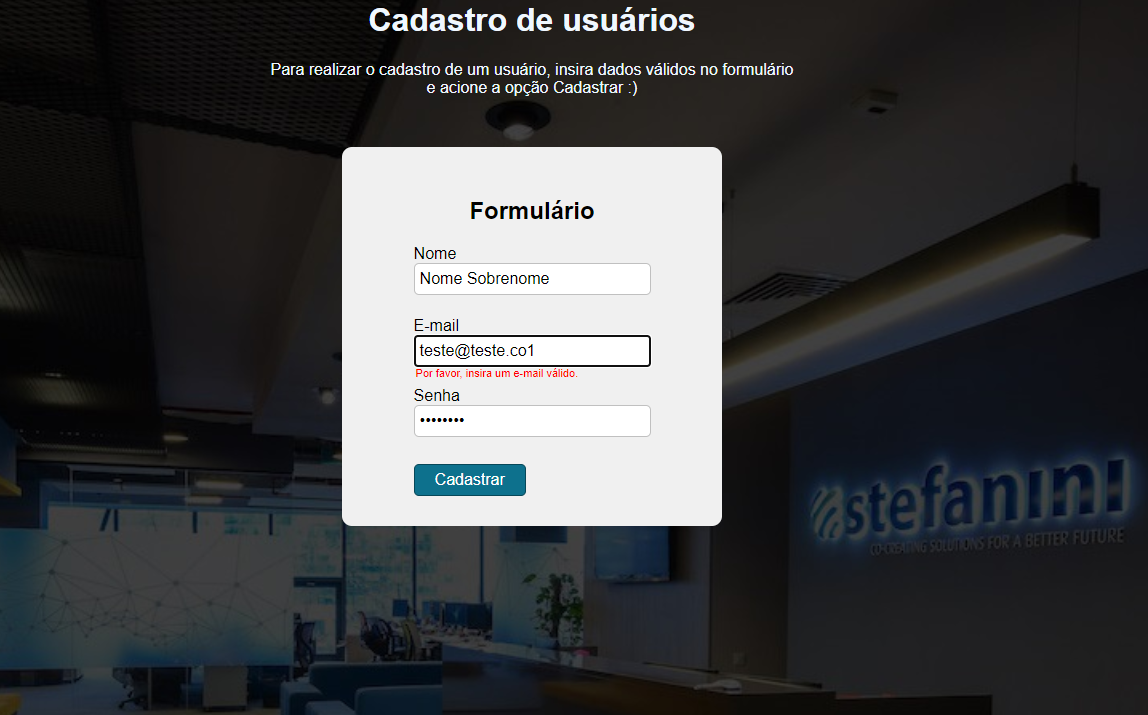 Cadastro de usuários
Para realizar o cadastro de um usuário, insira dados válidos no formulário
e acione a opção Cadastrar :)
Formulário
Nome
Nome Sobrenome
E-mail
teste@teste.co1
Por favor, insira um e-mail válido.
Senha
••••••••
Cadastrar
stefanini
CO-CREATING SOLUTIONS FOR A BETTER FUTURE